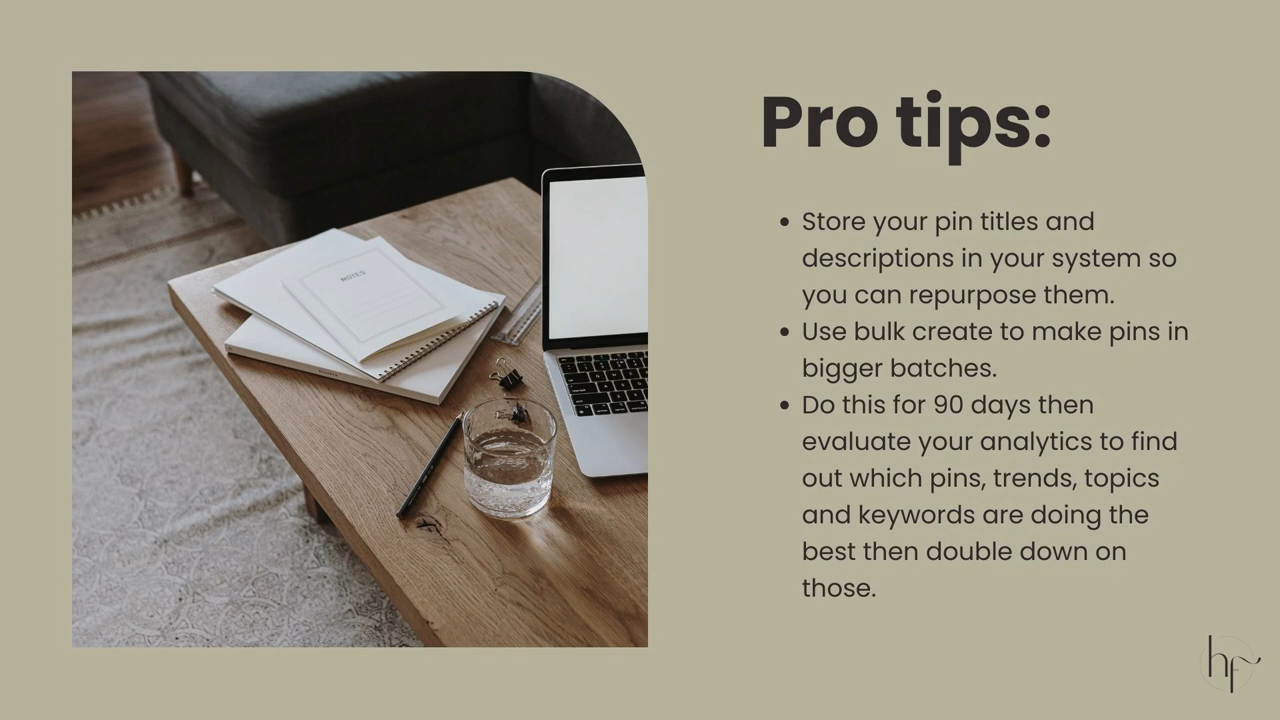 Pro tips:
• Store your pin titles and
descriptions in your system so
you can repurpose them.
• Use bulk create to make pins in
bigger batches.
• Do this for 90 days then
evaluate your analytics to find
out which pins, trends, topics
and keywords are doing the
best then double down on
those.
NOTES
hf